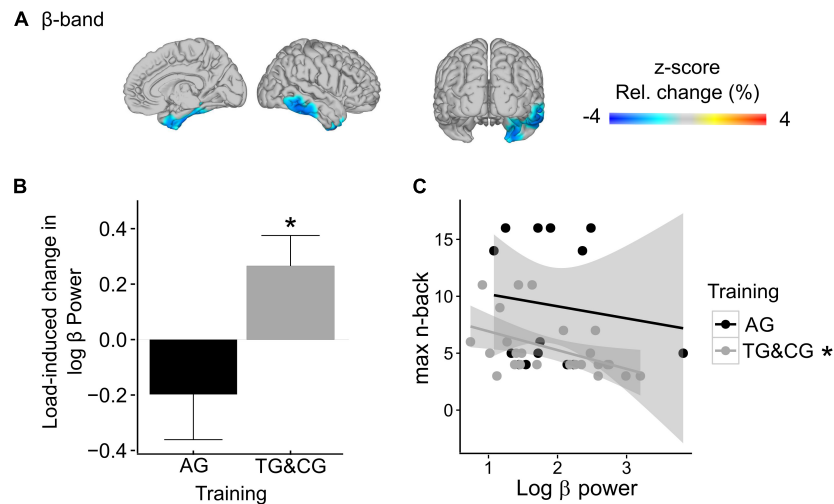 A β-band
z-score
Rel. change (%)
-4 4
B
Load-induced change in
log β Power
0.4
0.2
0.0
−0.2
−0.4
*
AG TG&CG
Training
C
max n-back
15
10
5
0
1 2 3
Log β power
Training
AG
TG&CG *